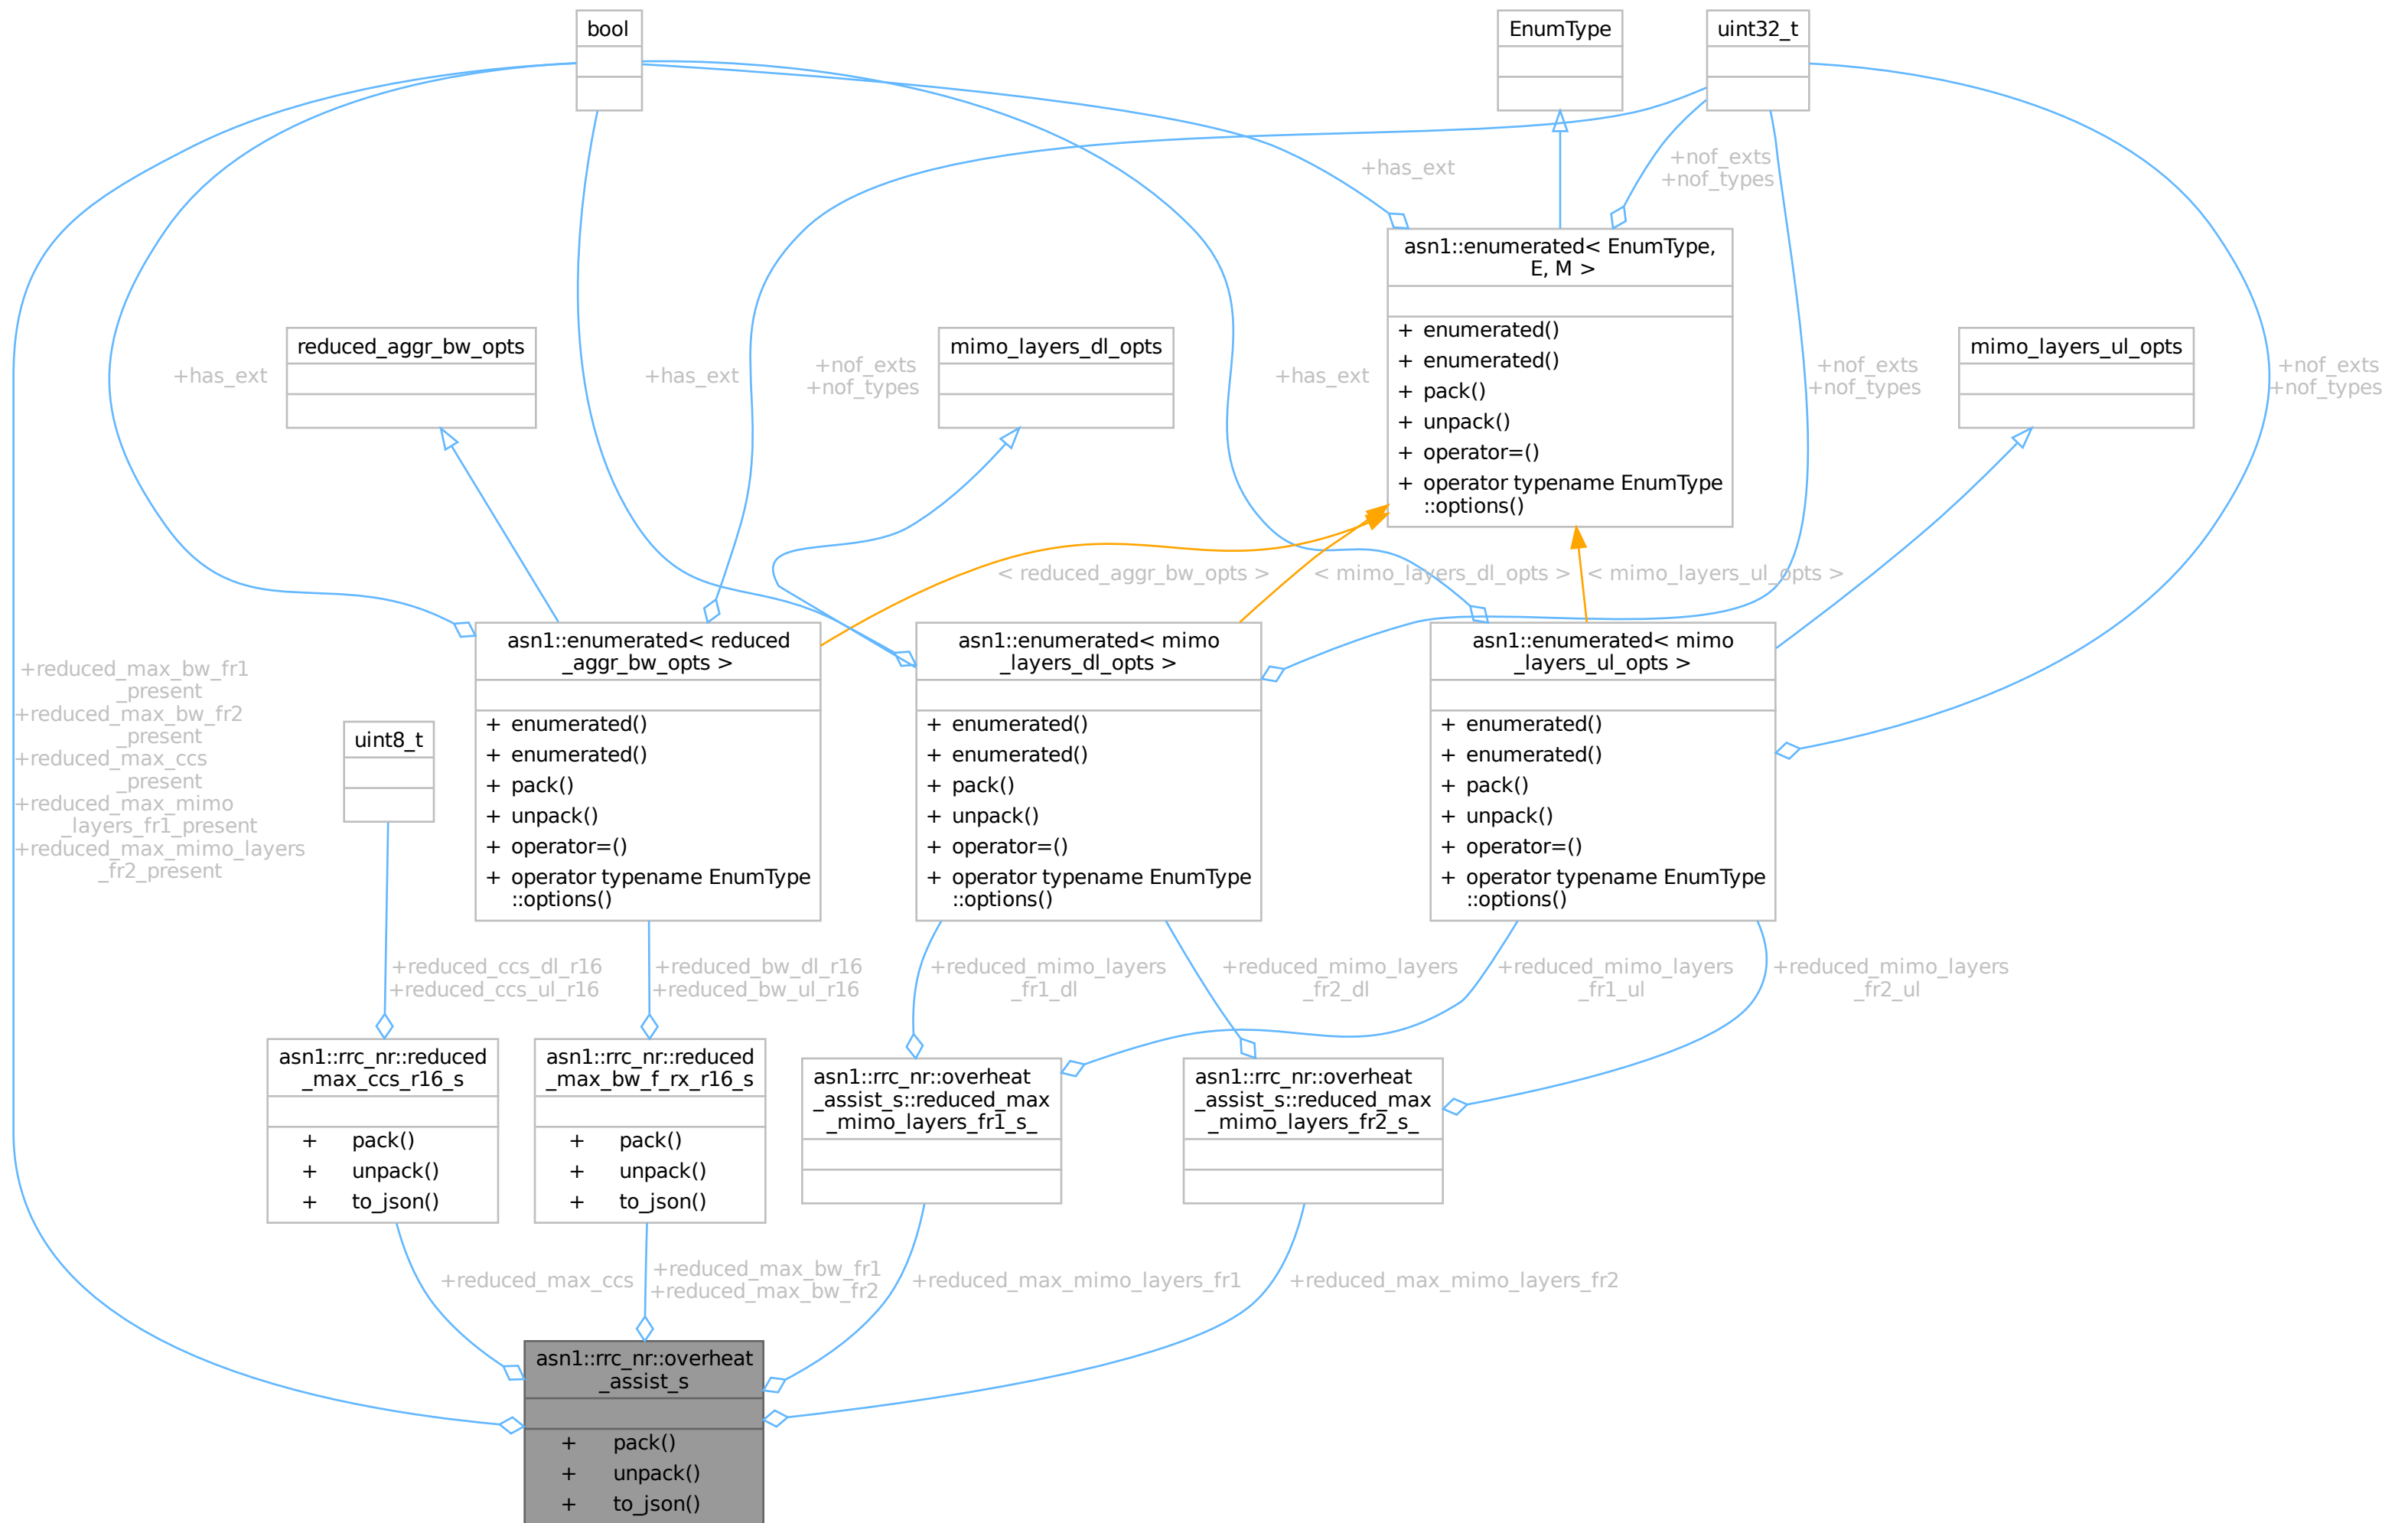 bool
EnumType
uint32_t
+has_ext
+nof_exts
+nof_types
asn1::enumerated< EnumType,
E, M >
+ enumerated()
+ enumerated()
+ pack()
+ unpack()
+ operator=()
+ operator typename EnumType
::options()
reduced_aggr_bw_opts
mimo_layers_dl_opts
mimo_layers_ul_opts
+has_ext
+has_ext
+nof_exts
+nof_types
+has_ext
+nof_exts
+nof_types
+nof_exts
+nof_types
< reduced_aggr_bw_opts >
< mimo_layers_dl_opts >
< mimo_layers_ul_opts >
+reduced_max_bw_fr1
_present
+reduced_max_bw_fr2
_present
+reduced_max_ccs
_present
+reduced_max_mimo
_layers_fr1_present
+reduced_max_mimo_layers
_fr2_present
uint8_t
asn1::enumerated< reduced
_aggr_bw_opts >
+ enumerated()
+ enumerated()
+ pack()
+ unpack()
+ operator=()
+ operator typename EnumType
::options()
asn1::enumerated< mimo
_layers_dl_opts >
+ enumerated()
+ enumerated()
+ pack()
+ unpack()
+ operator=()
+ operator typename EnumType
::options()
asn1::enumerated< mimo
_layers_ul_opts >
+ enumerated()
+ enumerated()
+ pack()
+ unpack()
+ operator=()
+ operator typename EnumType
::options()
+reduced_ccs_dl_r16
+reduced_ccs_ul_r16
+reduced_bw_dl_r16
+reduced_bw_ul_r16
+reduced_mimo_layers
_fr1_dl
+reduced_mimo_layers
_fr2_dl
+reduced_mimo_layers
_fr1_ul
+reduced_mimo_layers
_fr2_ul
asn1::rrc_nr::reduced
_max_ccs_r16_s
+ pack()
+ unpack()
+ to_json()
asn1::rrc_nr::reduced
_max_bw_f_rx_r16_s
+ pack()
+ unpack()
+ to_json()
asn1::rrc_nr::overheat
_assist_s::reduced_max
_mimo_layers_fr1_s_
asn1::rrc_nr::overheat
_assist_s::reduced_max
_mimo_layers_fr2_s_
+reduced_max_ccs
+reduced_max_bw_fr1
+reduced_max_bw_fr2
+reduced_max_mimo_layers_fr1
+reduced_max_mimo_layers_fr2
asn1::rrc_nr::overheat
_assist_s
+ pack()
+ unpack()
+ to_json()